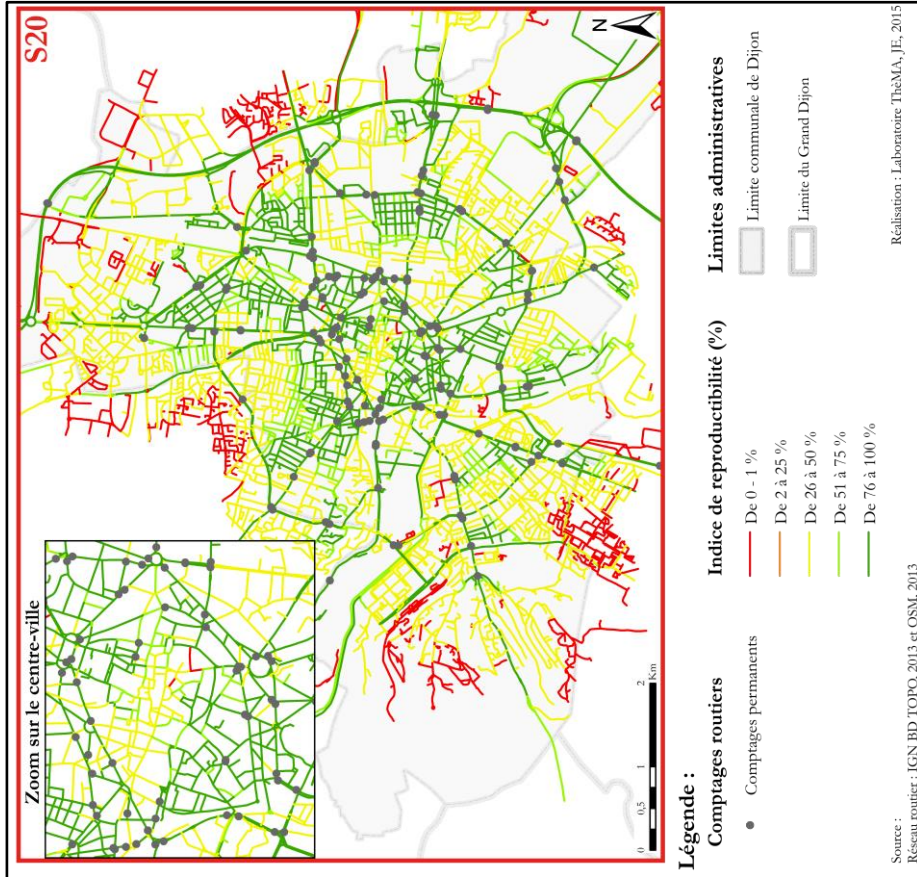 S20
Zoom sur le centre-ville
N
0 0,5 1 2
Km
Légende :
Comptages routiers
Comptages permanents
Indice de reproductibilité (%)
De 0 - 1 %
De 2 à 25 %
De 26 à 50 %
De 51 à 75 %
De 76 à 100 %
Limites administratives
Limite communale de Dijon
Limite du Grand Dijon
Source :
Réseau routier : IGN BD TOPO, 2013 et OSM, 2013
Réalisation : Laboratoire ThéMA, JE, 2015